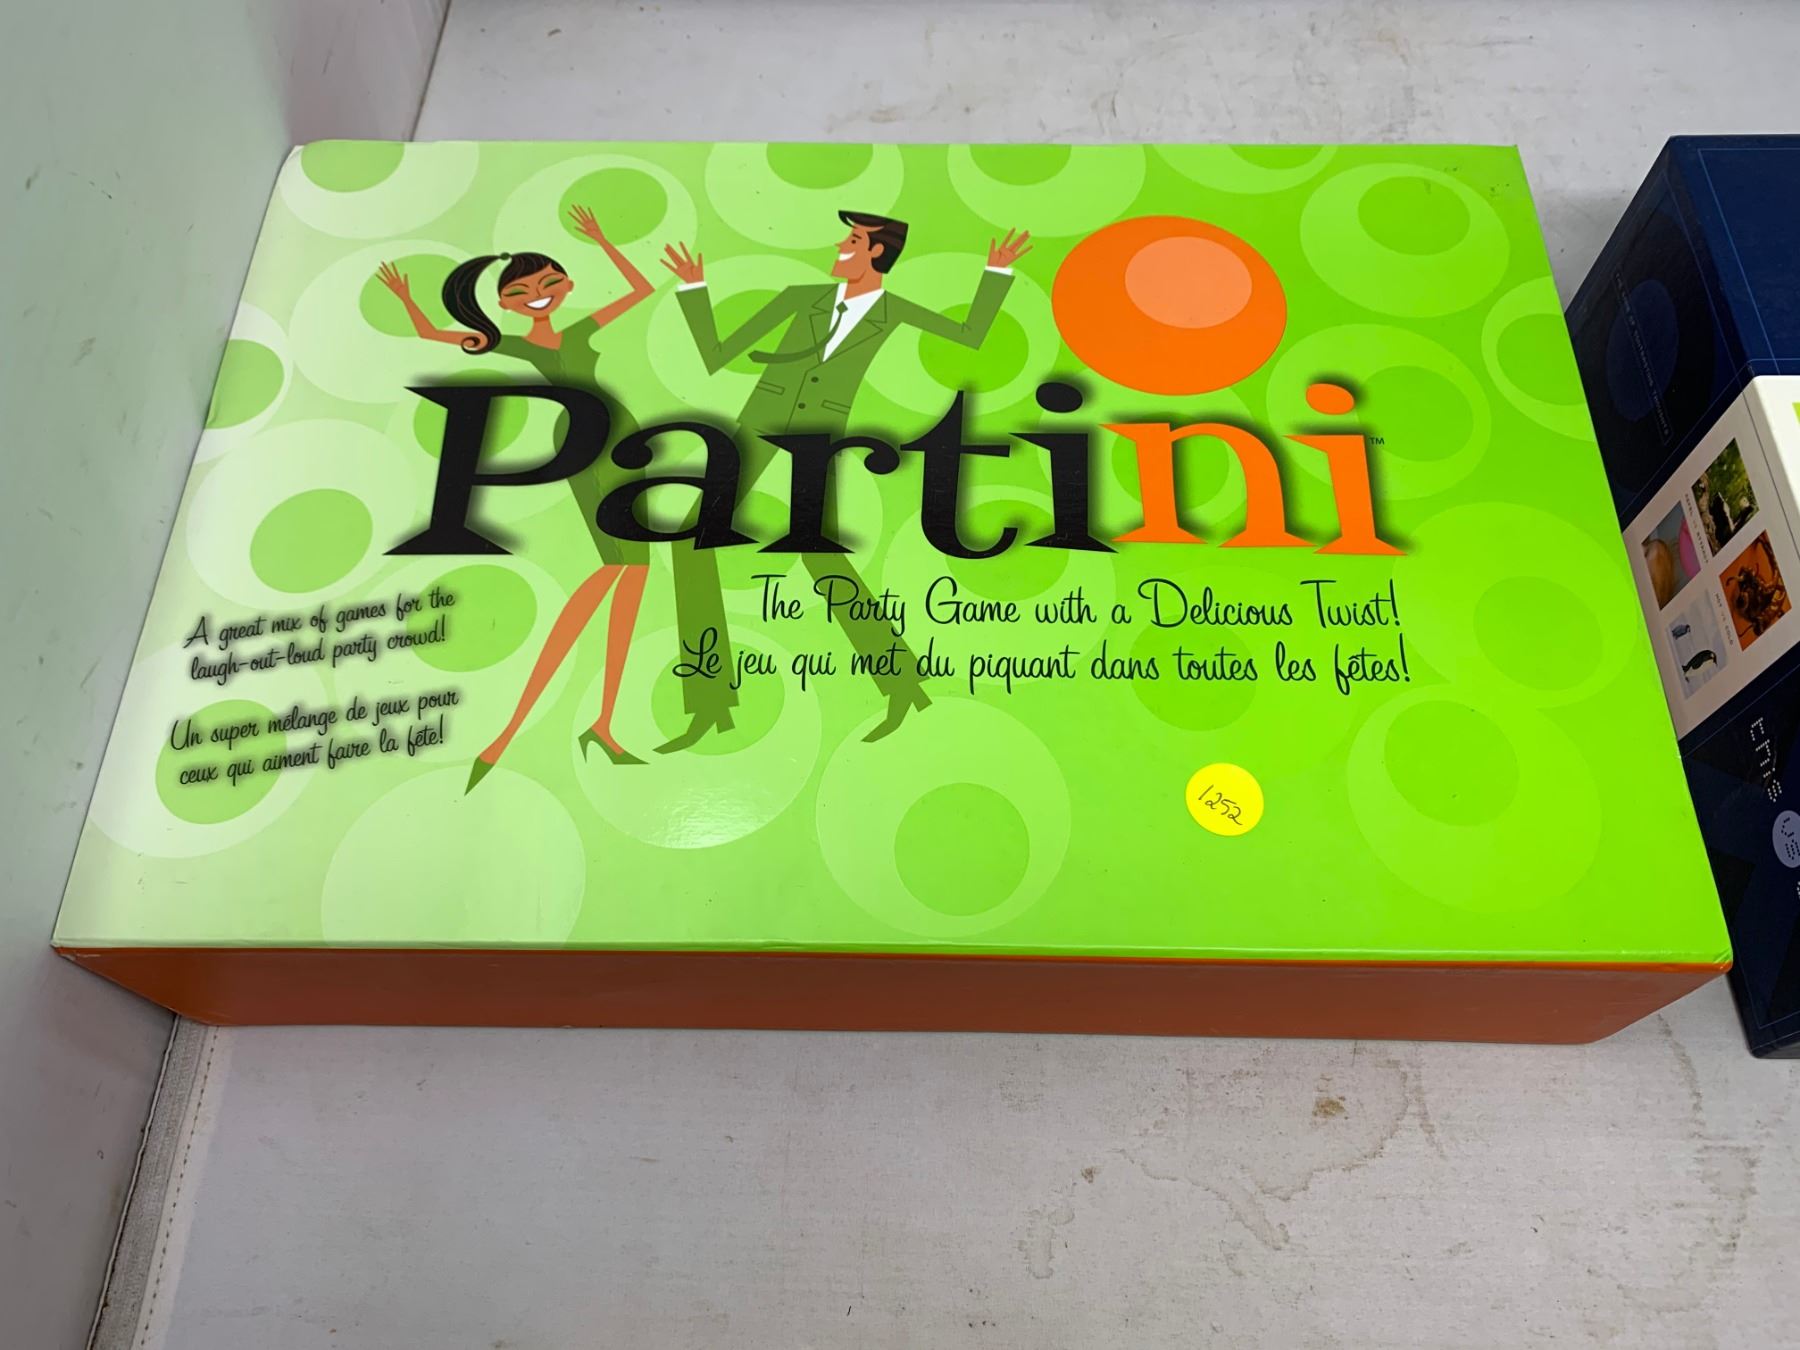 Partini™
The Party Game with a Delicious Twist!
Le jeu qui met du piquant dans toutes les fêtes!
A great mix of games for the
laugh-out-loud party crowd!
Un super mélange de jeux pour
ceux qui aiment faire la fête!
1252